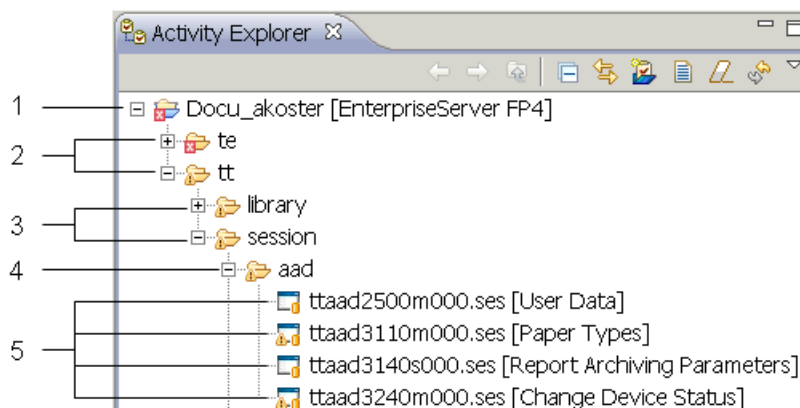 Activity Explorer
1 Docu_akoster [EnterpriseServer FP4]
2 te
tt
3 library
session
4 aad
ttaad2500m000.ses [User Data]
ttaad3110m000.ses [Paper Types]
5 ttaad3140s000.ses [Report Archiving Parameters]
ttaad3240m000.ses [Change Device Status]